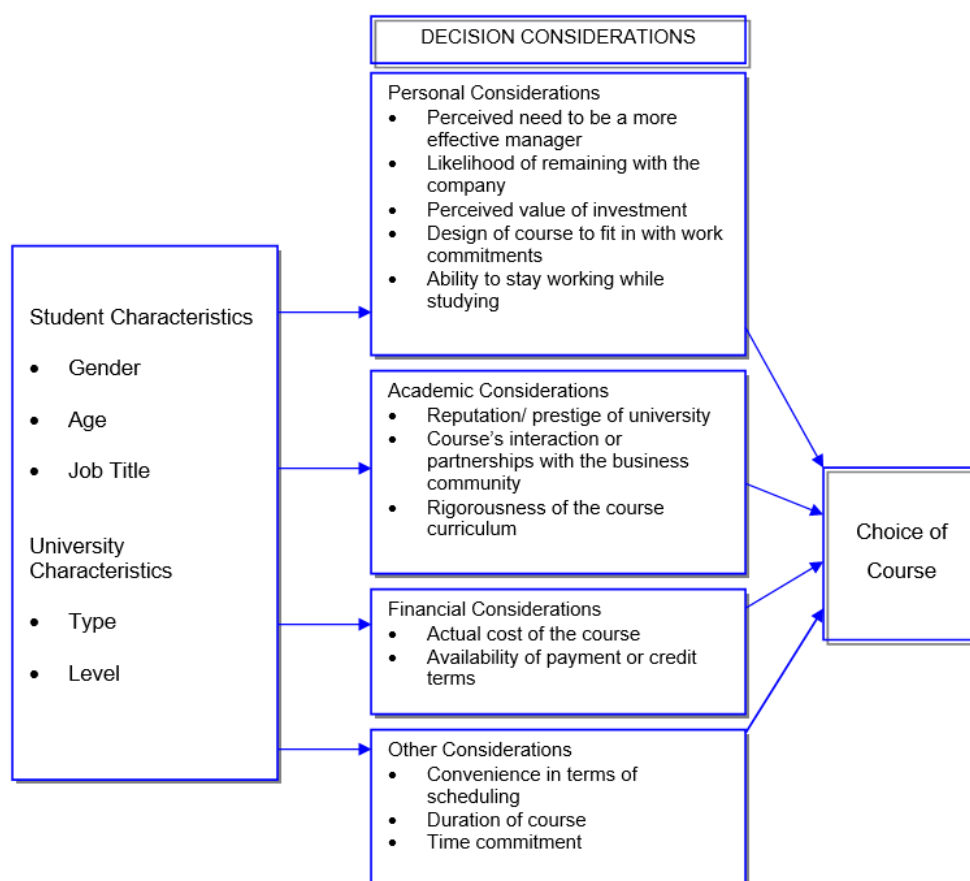 DECISION CONSIDERATIONS
Student Characteristics
• Gender
• Age
• Job Title
University
Characteristics
• Type
• Level
Personal Considerations
• Perceived need to be a more
effective manager
• Likelihood of remaining with the
company
• Perceived value of investment
• Design of course to fit in with work
commitments
• Ability to stay working while
studying
Academic Considerations
• Reputation/ prestige of university
• Course’s interaction or
partnerships with the business
community
• Rigorousness of the course
curriculum
Financial Considerations
• Actual cost of the course
• Availability of payment or credit
terms
Other Considerations
• Convenience in terms of
scheduling
• Duration of course
• Time commitment
Choice of
Course